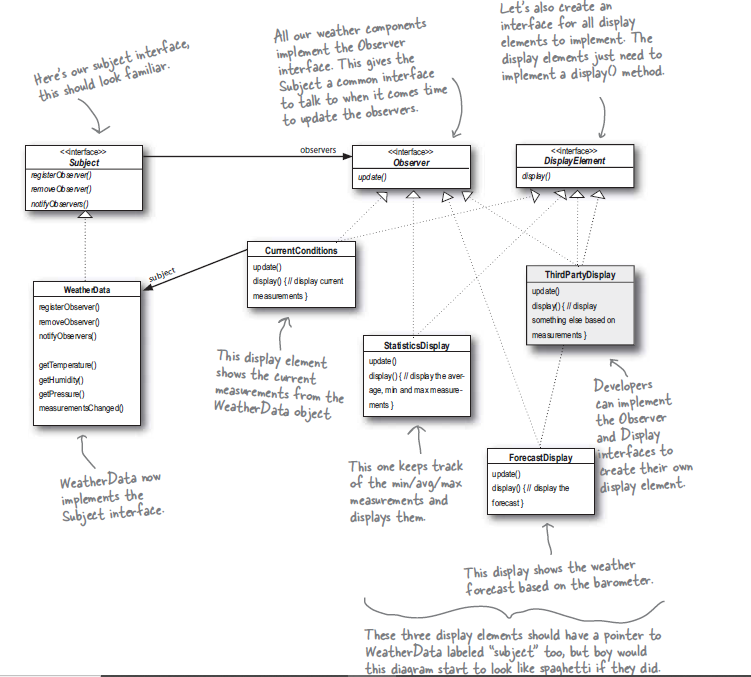 Here's our subject interface,
this should look familiar.
All our weather components
implement the Observer
interface. This gives the
Subject a common interface
to talk to when it comes time
to update the observers.
Let's also create an
interface for all display
elements to implement. The
display elements just need to
implement a display() method.
<<interface>>
Subject
registerObserver()
removeObserver()
notifyObservers()
observers
<<interface>>
Observer
update()
<<interface>>
DisplayElement
display()
subject
WeatherData
registerObserver()
removeObserver()
notifyObservers()
getTemperature()
getHumidity()
getPressure()
measurementsChanged()
WeatherData now
implements the
Subject interface.
CurrentConditions
update()
display() { // display current
measurements }
This display element
shows the current
measurements from the
WeatherData object
StatisticsDisplay
update()
display() { // display the aver-
age, min and max measure-
ments }
This one keeps track
of the min/avg/max
measurements and
displays them.
ThirdPartyDisplay
update()
display() { // display
something else based on
measurements }
Developers
can implement
the Observer
and Display
interfaces to
create their own
display element.
ForecastDisplay
update()
display() { // display the
forecast }
This display shows the weather
forecast based on the barometer.
These three display elements should have a pointer to
WeatherData labeled "subject" too, but boy would
this diagram start to look like spaghetti if they did.